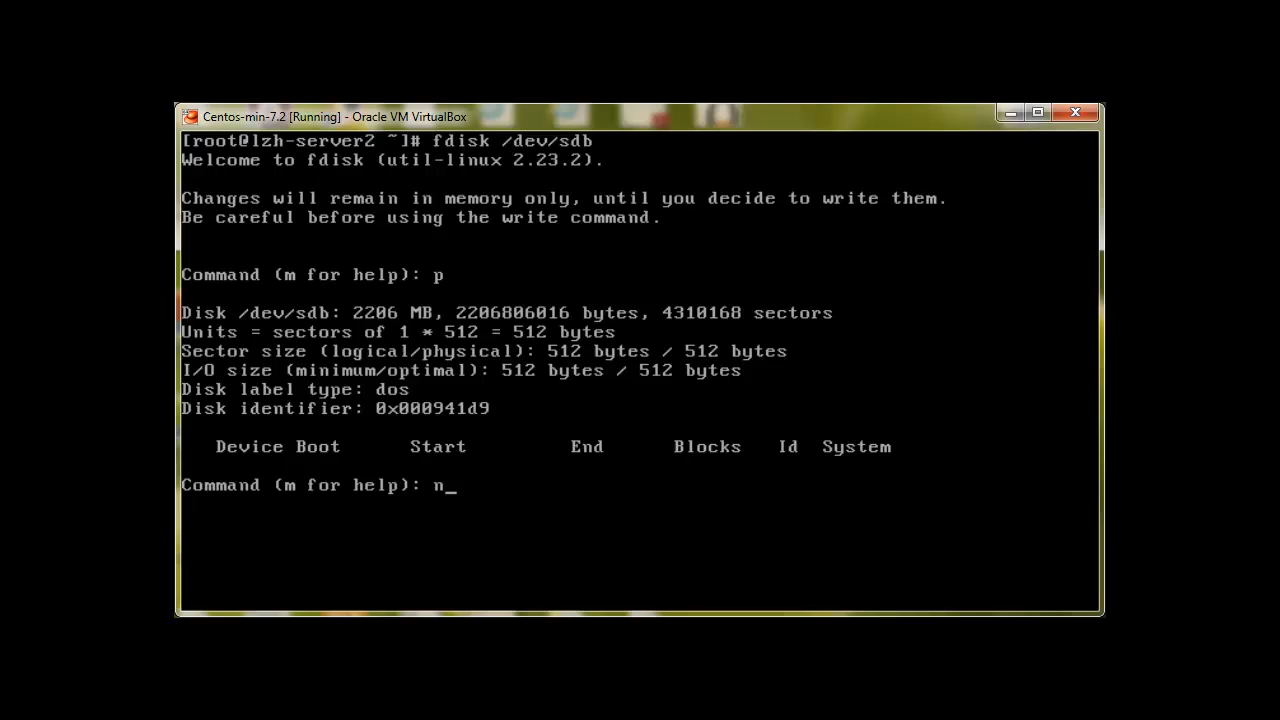 Centos-min-7.2 [Running] - Oracle VM VirtualBox
[root@lzh-server2 ~]# fdisk /dev/sdb
Welcome to fdisk (util-linux 2.23.2).
Changes will remain in memory only, until you decide to write them.
Be careful before using the write command.
Command (m for help): p
Disk /dev/sdb: 2206 MB, 2206806016 bytes, 4310168 sectors
Units = sectors of 1 * 512 = 512 bytes
Sector size (logical/physical): 512 bytes / 512 bytes
I/O size (minimum/optimal): 512 bytes / 512 bytes
Disk label type: dos
Disk identifier: 0x000941d9
Device Boot Start End Blocks Id System
Command (m for help): n_